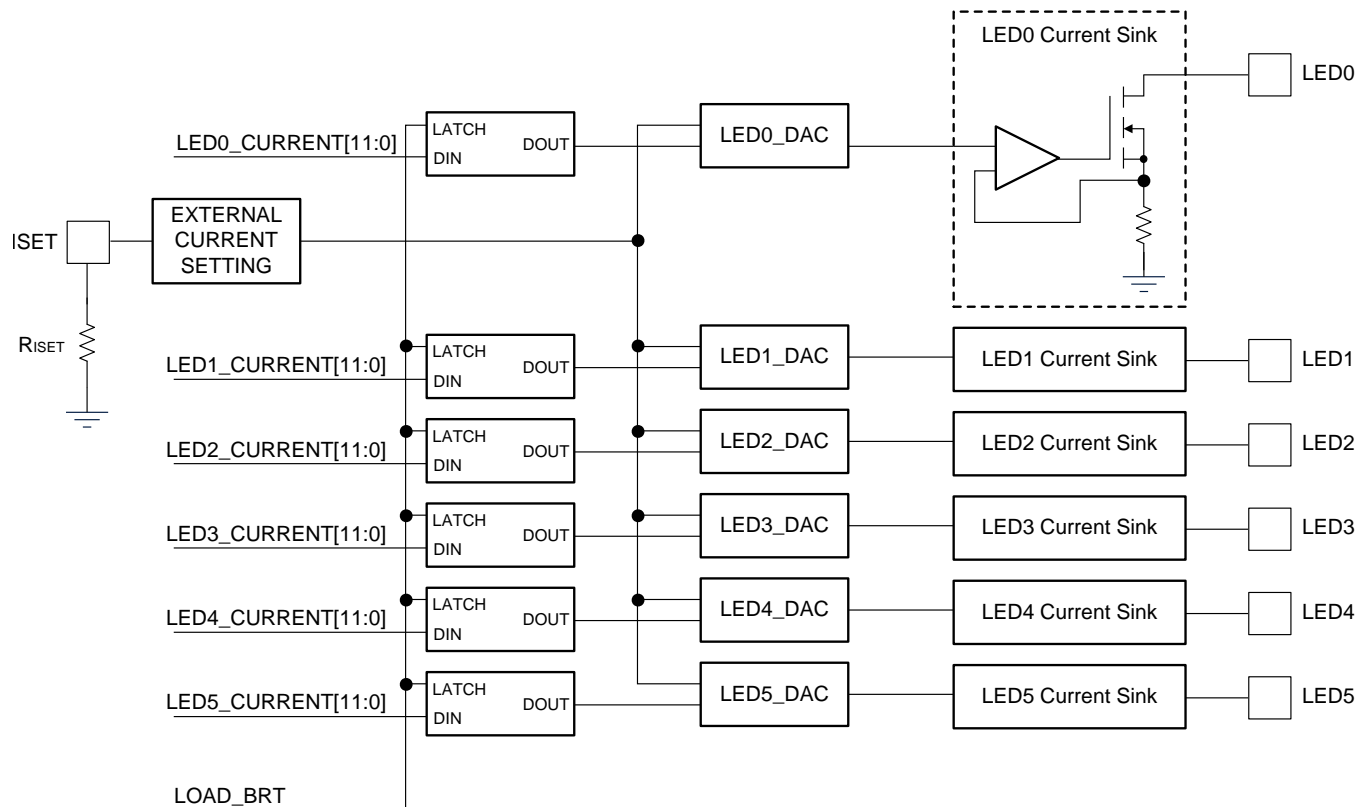 LED0 Current Sink
LED0
LATCH
LED0_CURRENT[11:0]
DIN
DOUT
LED0_DAC
ISET
EXTERNAL
CURRENT
SETTING
RISET
LATCH
LED1_CURRENT[11:0]
DIN
DOUT
LED1_DAC
LED1 Current Sink
LED1
LATCH
LED2_CURRENT[11:0]
DIN
DOUT
LED2_DAC
LED2 Current Sink
LED2
LATCH
LED3_CURRENT[11:0]
DIN
DOUT
LED3_DAC
LED3 Current Sink
LED3
LATCH
LED4_CURRENT[11:0]
DIN
DOUT
LED4_DAC
LED4 Current Sink
LED4
LATCH
LED5_CURRENT[11:0]
DIN
DOUT
LED5_DAC
LED5 Current Sink
LED5
LOAD_BRT